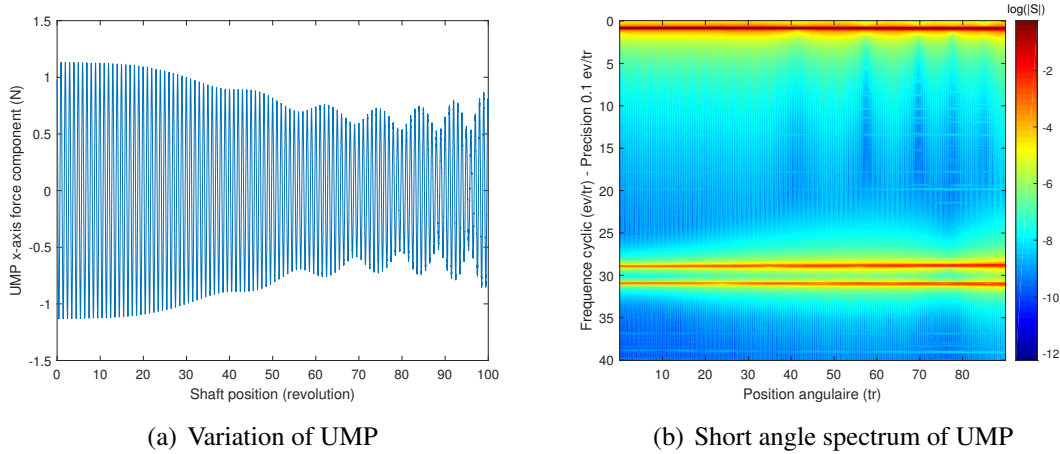 1.5
1
0.5
0
-0.5
-1
-1.5
UMP x-axis force component (N)
0 10 20 30 40 50 60 70 80 90 100
Shaft position (revolution)
(a) Variation of UMP
log(|S|)
0
5
10
15
20
25
30
35
40
Frequence cyclic (ev/tr) - Precision 0.1 ev/tr
10 20 30 40 50 60 70 80
Position angulaire (tr)
-2
-4
-6
-8
-10
-12
(b) Short angle spectrum of UMP